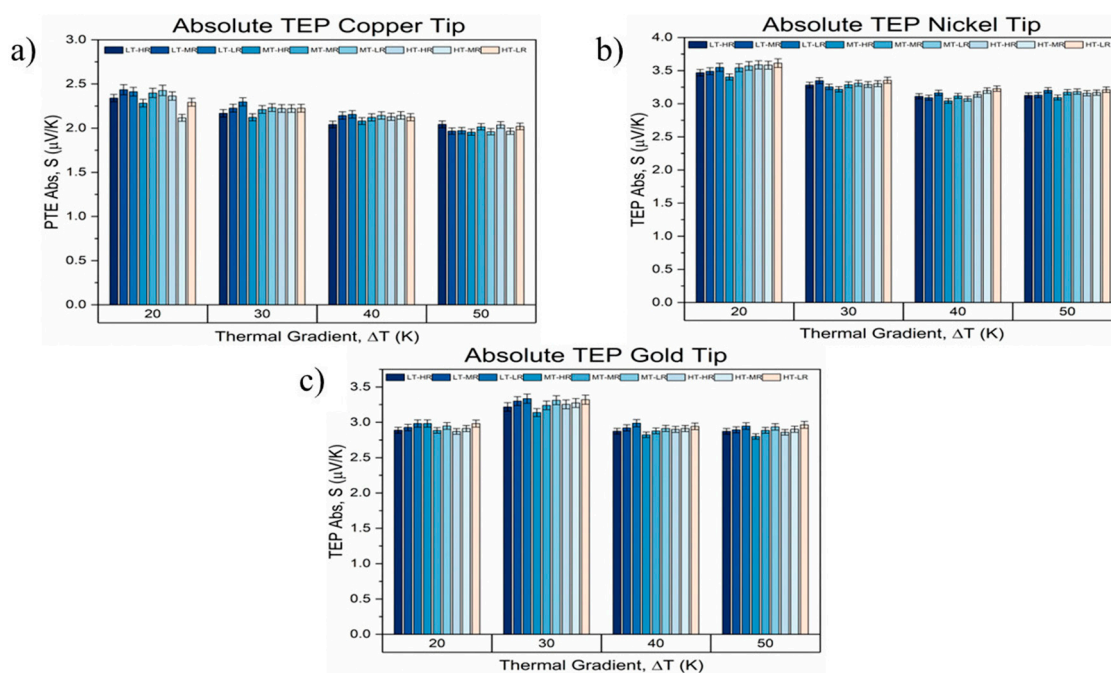 a)
Absolute TEP Copper Tip
LT-HR LT-MR LT-LR MT-HR MT-MR MT-LR HT-HR HT-MR HT-LR
3.0
2.5
2.0
1.5
1.0
0.5
0.0
PTE Abs, S (μV/K)
20 30 40 50
Thermal Gradient, ΔT (K)
b)
Absolute TEP Nickel Tip
LT-HR LT-MR LT-LR MT-HR MT-MR MT-LR HT-HR HT-MR HT-LR
4.0
3.5
3.0
2.5
2.0
1.5
1.0
0.5
0.0
TEP Abs, S (μV/K)
20 30 40 50
Thermal Gradient, ΔT (K)
c)
Absolute TEP Gold Tip
LT-HR LT-MR LT-LR MT-HR MT-MR MT-LR HT-HR HT-MR HT-LR
3.5
3.0
2.5
2.0
1.5
1.0
0.5
0.0
TEP Abs, S (μV/K)
20 30 40 50
Thermal Gradient, ΔT (K)